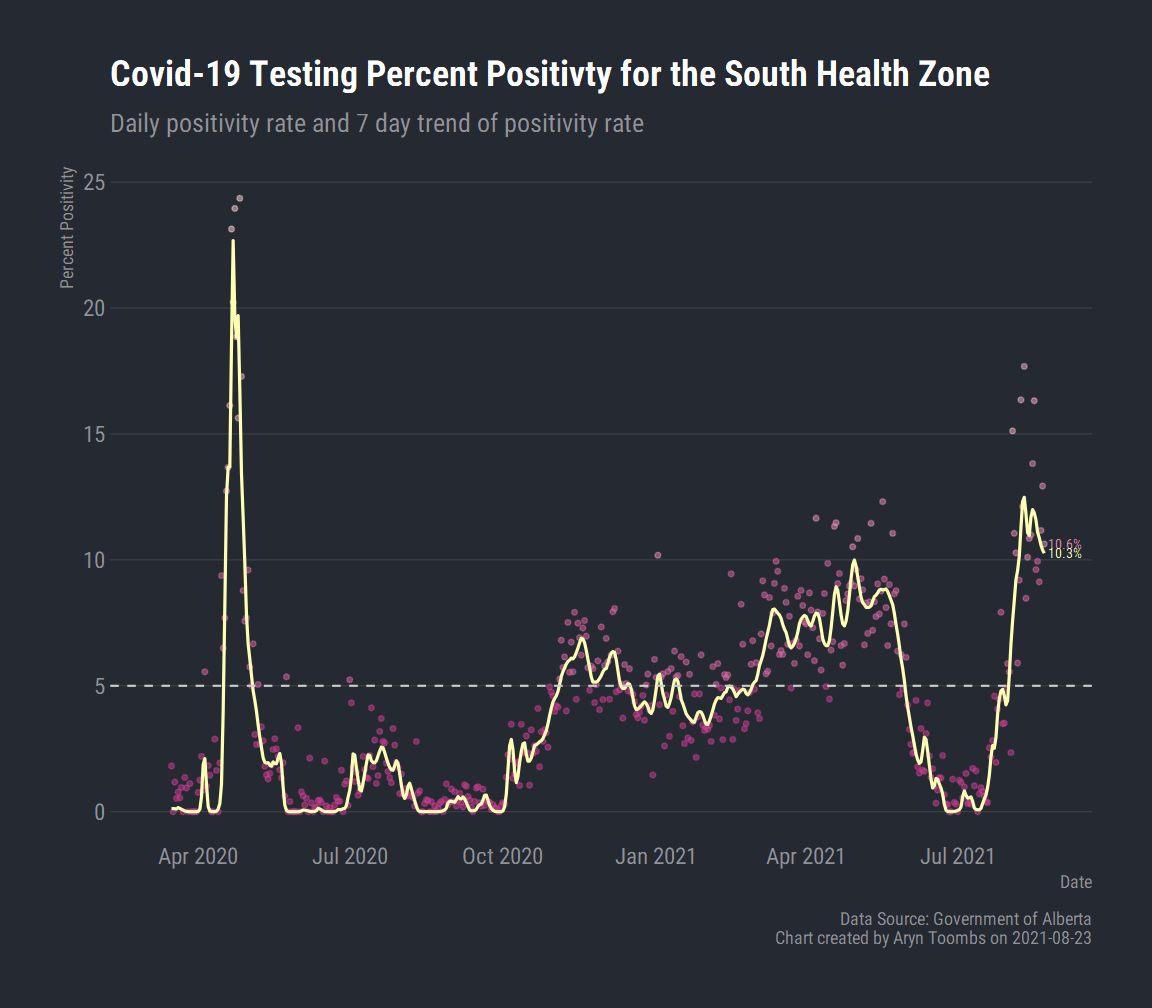 Covid-19 Testing Percent Positivty for the South Health Zone
Daily positivity rate and 7 day trend of positivity rate
Percent Positivity
25
20
15
10
5
0
10.6%
10.3%
Apr 2020 Jul 2020 Oct 2020 Jan 2021 Apr 2021 Jul 2021
Date
Data Source: Government of Alberta
Chart created by Aryn Toombs on 2021-08-23